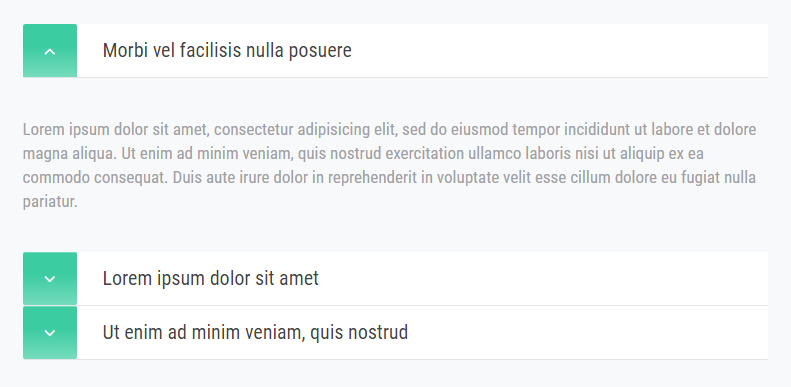 Morbi vel facilisis nulla posuere
Lorem ipsum dolor sit amet, consectetur adipisicing elit, sed do eiusmod tempor incididunt ut labore et dolore
magna aliqua. Ut enim ad minim veniam, quis nostrud exercitation ullamco laboris nisi ut aliquip ex ea
commodo consequat. Duis aute irure dolor in reprehenderit in voluptate velit esse cillum dolore eu fugiat nulla
pariatur.
Lorem ipsum dolor sit amet
Ut enim ad minim veniam, quis nostrud